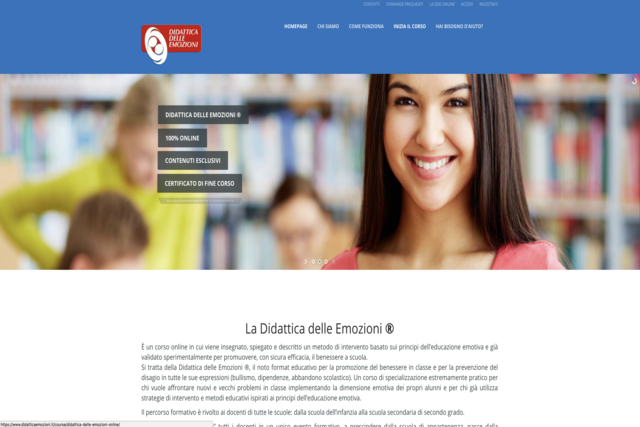 CONTATTI DOMANDE FREQUENTI LA DDE ONLINE ACCEDI REGISTRATI
DIDATTICA
DELLE
EMOZIONI
HOMEPAGE CHI SIAMO COME FUNZIONA INIZIA IL CORSO HAI BISOGNO D'AIUTO?
DIDATTICA DELLE EMOZIONI ®
100% ONLINE
CONTENUTI ESCLUSIVI
CERTIFICATO DI FINE CORSO
La Didattica delle Emozioni ®
È un corso online in cui viene insegnato, spiegato e descritto un metodo di intervento basato sui principi dell'educazione emotiva e già
validato sperimentalmente per promuovere, con sicura efficacia, il benessere a scuola.
Si tratta della Didattica delle Emozioni ®, il noto format educativo per la promozione del benessere in classe e per la prevenzione del
disagio in tutte le sue espressioni (bullismo, dipendenze, abbandono scolastico). Un corso di specializzazione estremamente pratico per
chi vuole affrontare nuovi e vecchi problemi in classe implementando la dimensione emotiva dei propri alunni e per chi già utilizza
strategie di intervento e metodi educativi ispirati ai principi dell'educazione emotiva.
Il percorso formativo è rivolto ai docenti di tutte le scuole: dalla scuola dell'infanzia alla scuola secondaria di secondo grado.
tutti i docenti in un unico evento formativo, a prescindere dalla scuola di appartenenza, nasce dalla
https://www.didatticaemozioni.it/course/didattica-delle-emozioni-online/